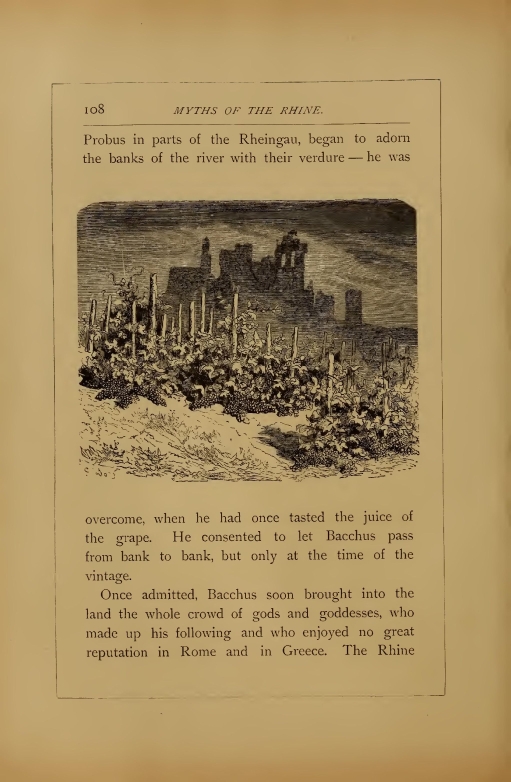 108 MYTHS OF THE RHINE.
Probus in parts of the Rheingau, began to adorn
the banks of the river with their verdure — he was
overcome, when he had once tasted the juice of
the grape. He consented to let Bacchus pass
from bank to bank, but only at the time of the
vintage.
Once admitted, Bacchus soon brought into the
land the whole crowd of gods and goddesses, who
made up his following and who enjoyed no great
reputation in Rome and in Greece. The Rhine